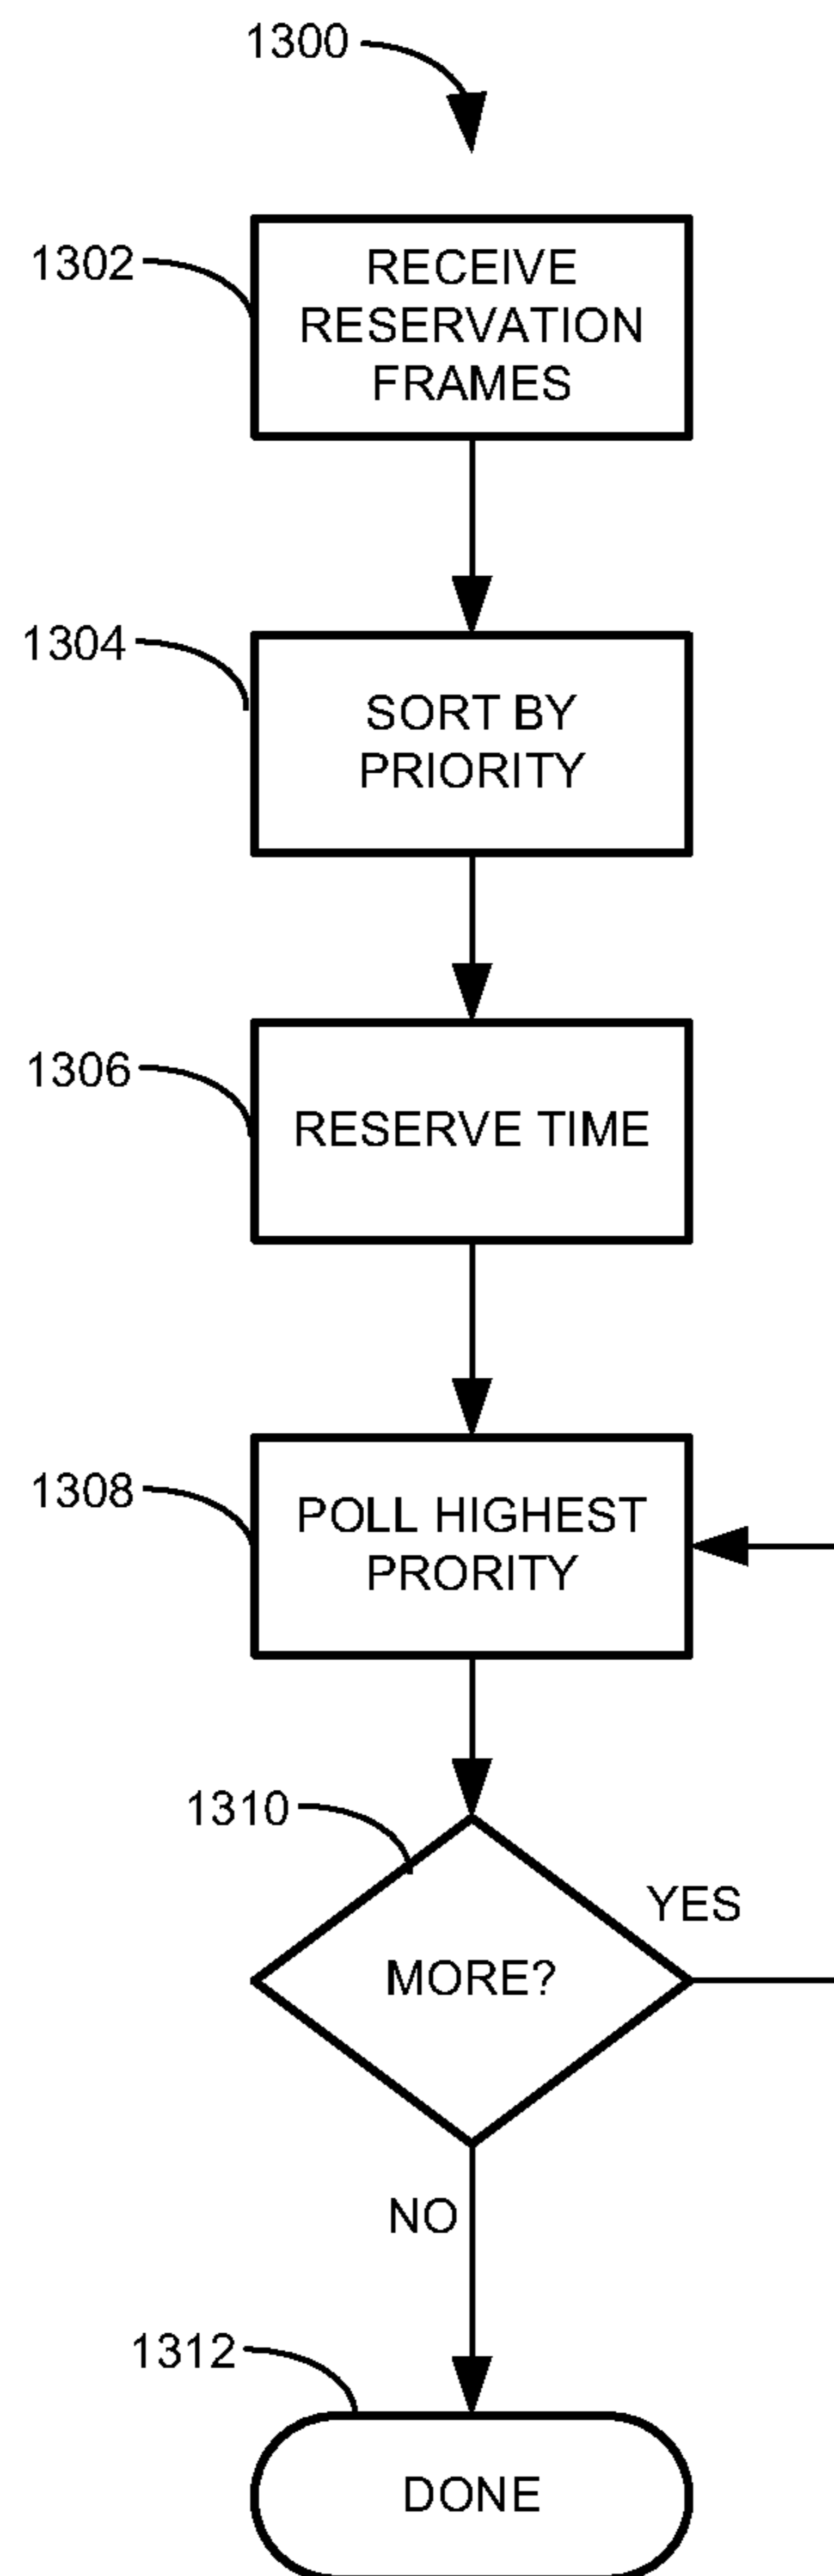 1300
1302
RECEIVE
RESERVATION
FRAMES
1304
SORT BY
PRIORITY
1306
RESERVE TIME
1308
POLL HIGHEST
PRORITY
1310
YES
MORE?
NO
1312
DONE